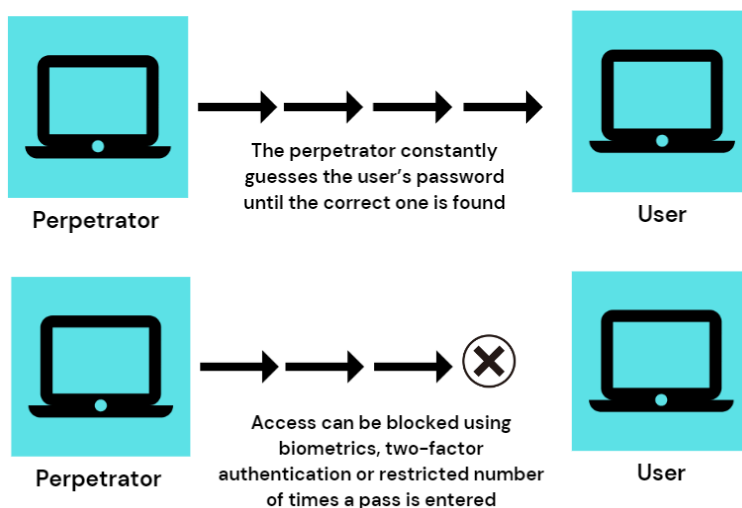 The perpetrator constantly
guesses the user's password
until the correct one is found
Perpetrator
User
Access can be blocked using
biometrics, two-factor
authentication or restricted number
of times a pass is entered
Perpetrator
User